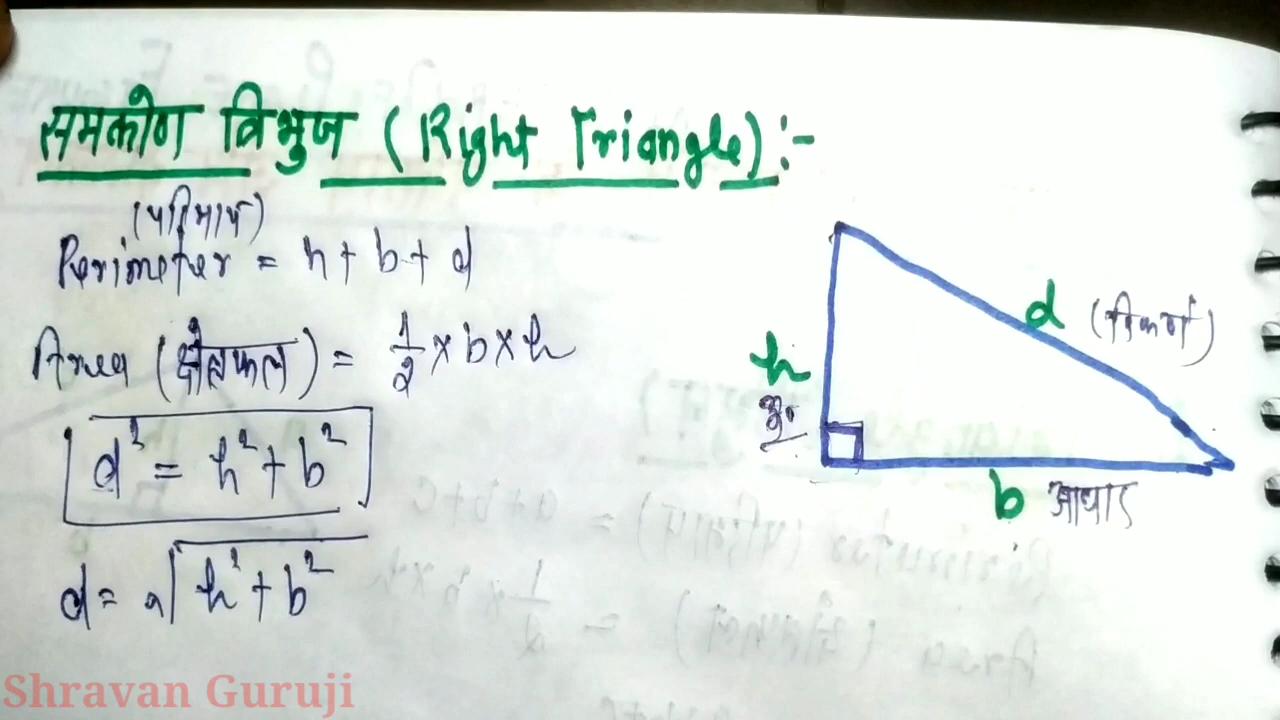 समकोण त्रिभुज (Right Triangle) :-
(परिमाप)
Perimeter = h + b + d
Area (क्षेत्रफल) = 1/2 × b × h
d² = h² + b²
d = √h² + b²
h
d (विकर्ण)
b आधार
Shravan Guruji